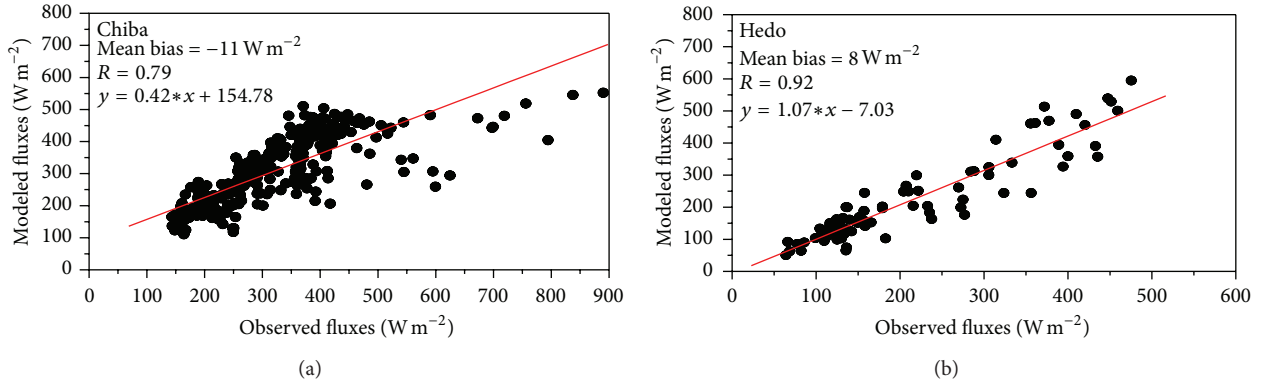 Chiba
Mean bias = −11 W m−2
R = 0.79
y = 0.42∗x + 154.78
Modeled fluxes (W m−2)
800
700
600
500
400
300
200
100
0
0 100 200 300 400 500 600 700 800 900
Observed fluxes (W m−2)
(a)
Hedo
Mean bias = 8 W m−2
R = 0.92
y = 1.07∗x − 7.03
Modeled fluxes (W m−2)
800
700
600
500
400
300
200
100
0
0 100 200 300 400 500 600
Observed fluxes (W m−2)
(b)